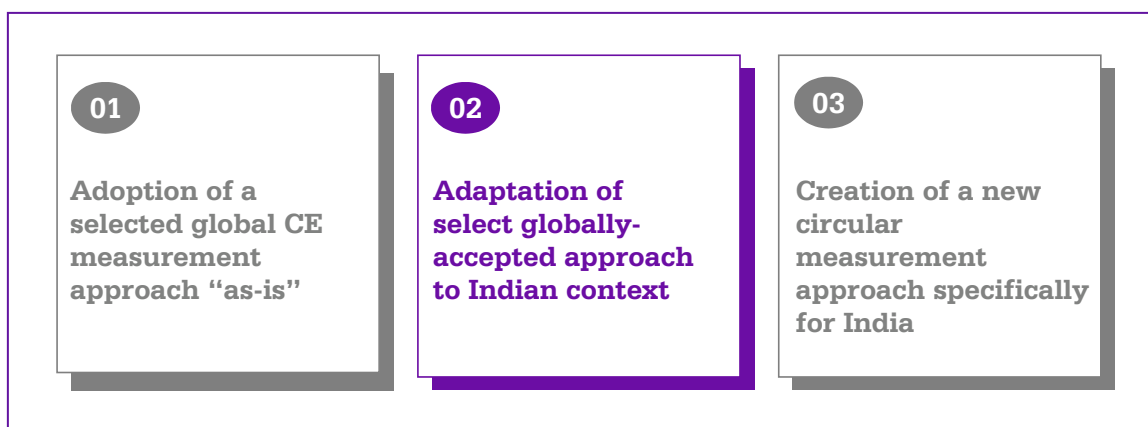 01
Adoption of a
selected global CE
measurement
approach “as-is”
02
Adaptation of
select globally-
accepted approach
to Indian context
03
Creation of a new
circular
measurement
approach specifically
for India